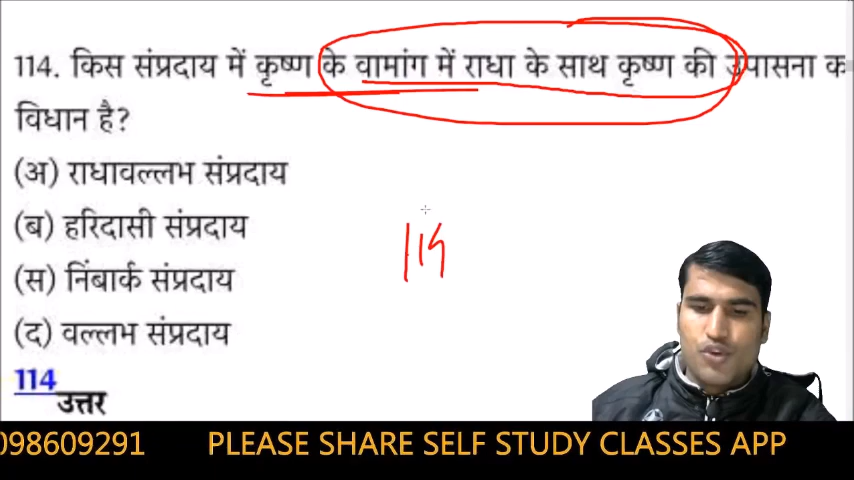 114. किस संप्रदाय में कृष्ण के वामांग में राधा के साथ कृष्ण की उपासना क
विधान है?
(अ) राधावल्लभ संप्रदाय
(ब) हरिदासी संप्रदाय
(स) निंबार्क संप्रदाय
(द) वल्लभ संप्रदाय
114
उत्तर
098609291 PLEASE SHARE SELF STUDY CLASSES APP